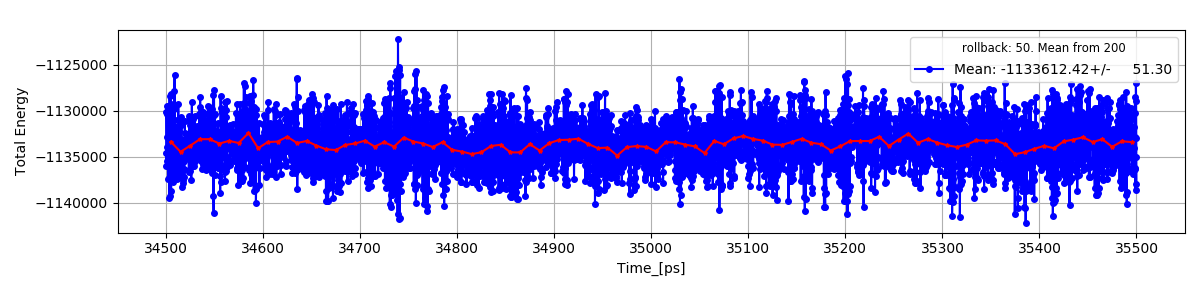 rollback: 50. Mean from 200
Mean: -1133612.42+/-     51.30
Total Energy
−1125000
−1130000
−1135000
−1140000
34500 34600 34700 34800 34900 35000 35100 35200 35300 35400 35500
Time_[ps]